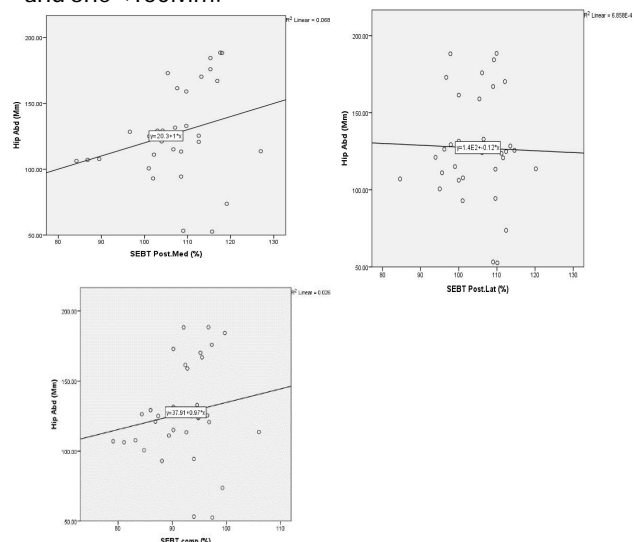 R² Linear = 0.068
200.00
150.00
100.00
50.00
Hip Abd (Mm)
y=20.3+1*x
80 90 100 110 120 130
SEBT Post.Med (%)
R² Linear = 6.858E-4
200.00
150.00
100.00
50.00
Hip Abd (Mm)
y=1.4E2+-0.12*x
80 90 100 110 120 130
SEBT Post.Lat (%)
R² Linear = 0.026
200.00
150.00
100.00
50.00
Hip Abd (Mm)
y=37.91+0.97*x
80 90 100 110
SEBT comp (%)